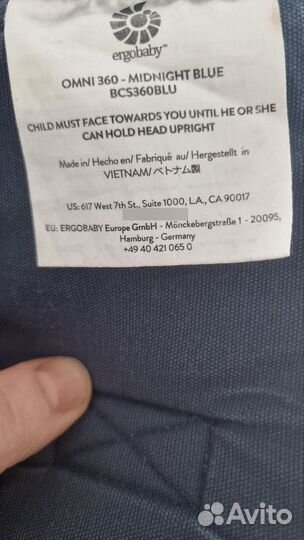 ergobaby™
OMNI 360 - MIDNIGHT BLUE
BCS360BLU
CHILD MUST FACE TOWARDS YOU UNTIL HE OR SHE
CAN HOLD HEAD UPRIGHT
Made in/ Hecho en/ Fabriqué au/ Hergestellt in
VIETNAM/ベトナム製
US: 617 West 7th St., Suite 1000, L.A., CA 90017
EU: ERGOBABY Europe GmbH - Mönckebergstraße 1 - 20095,
Hamburg - Germany
+49 40 421 065 0
Avito